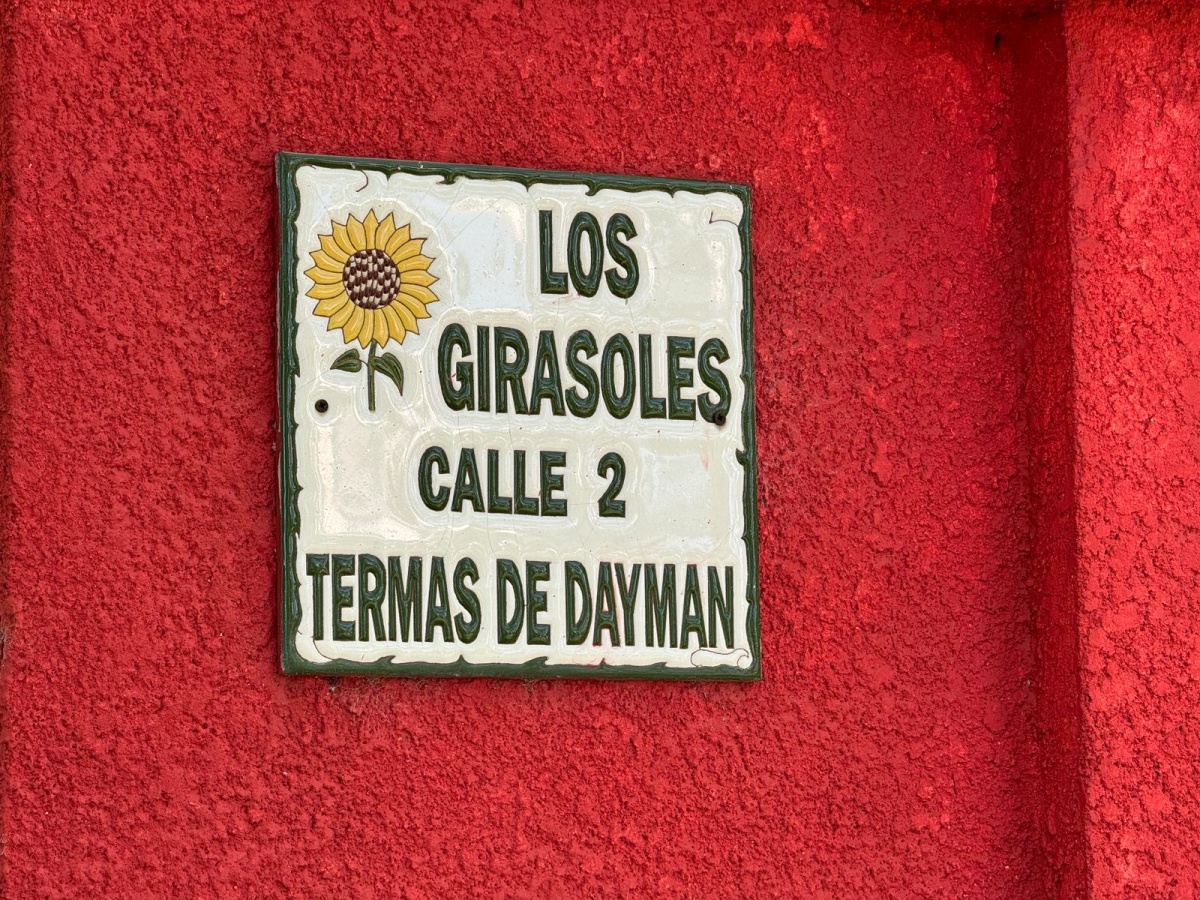 LOS
GIRASOLES
CALLE 2
TERMAS DE DAYMAN